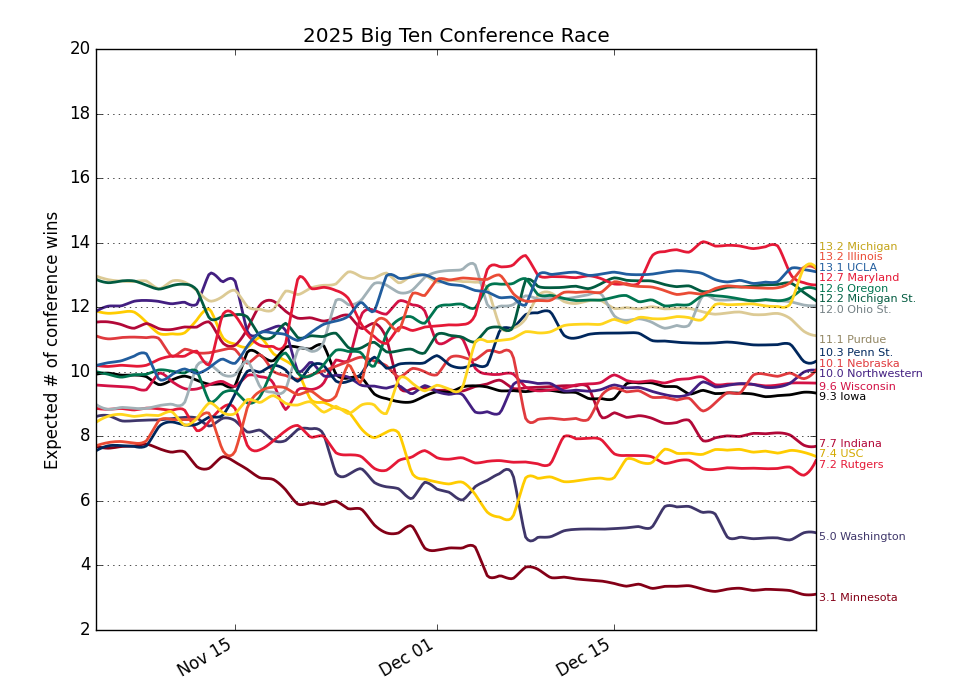 2025 Big Ten Conference Race
Expected # of conference wins
20
18
16
14
12
10
8
6
4
2
Nov 15
Dec 01
Dec 15
13.2 Michigan
13.2 Illinois
13.1 UCLA
12.7 Maryland
12.6 Oregon
12.2 Michigan St.
12.0 Ohio St.
11.1 Purdue
10.3 Penn St.
10.1 Nebraska
10.0 Northwestern
9.6 Wisconsin
9.3 Iowa
7.7 Indiana
7.4 USC
7.2 Rutgers
5.0 Washington
3.1 Minnesota